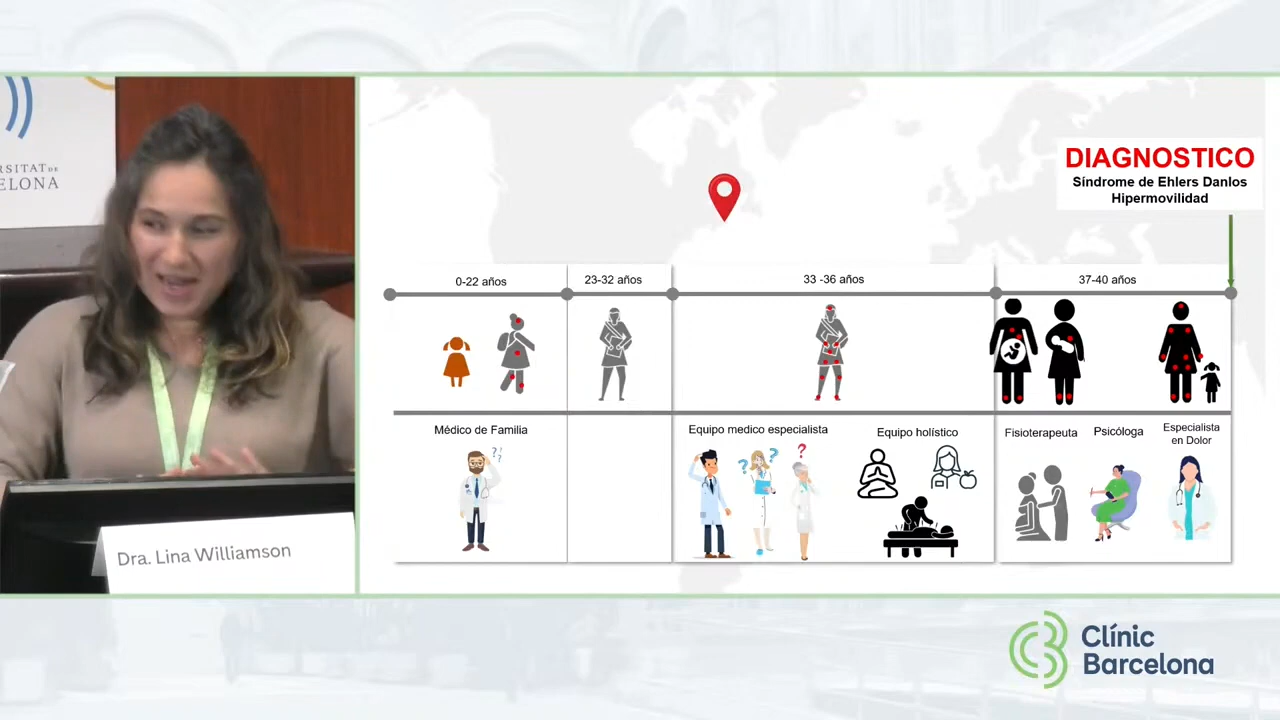 RSITAT DE
ELONA
Dra. Lina Williamson
DIAGNOSTICO
Síndrome de Ehlers Danlos
Hipermovilidad
0-22 años
23-32 años
33 -36 años
37-40 años
Médico de Familia
Equipo medico especialista
Equipo holístico
Fisioterapeuta
Psicóloga
Especialista
en Dolor
??
?
?
?
?
Clínic
Barcelona